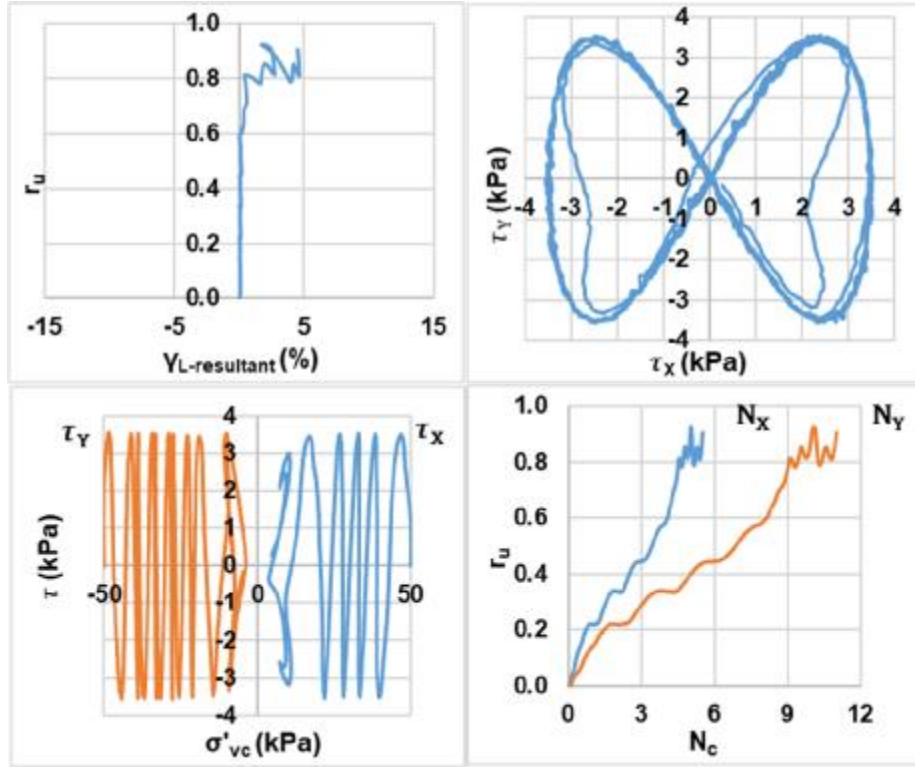 1.0
0.8
0.6
0.4
0.2
0.0
r_u
-15 -5 5 15
γ_L-resultant (%)
4
3
2
1
0
-1
-2
-3
-4
τ_Y (kPa)
-4 -3 -2 -1 0 1 2 3 4
τ_X (kPa)
τ_Y τ_X
4
3
2
1
0
-1
-2
-3
-4
τ (kPa)
-50 0 50
σ'_vc (kPa)
N_X N_Y
1.0
0.8
0.6
0.4
0.2
0.0
r_u
0 3 6 9 12
N_c